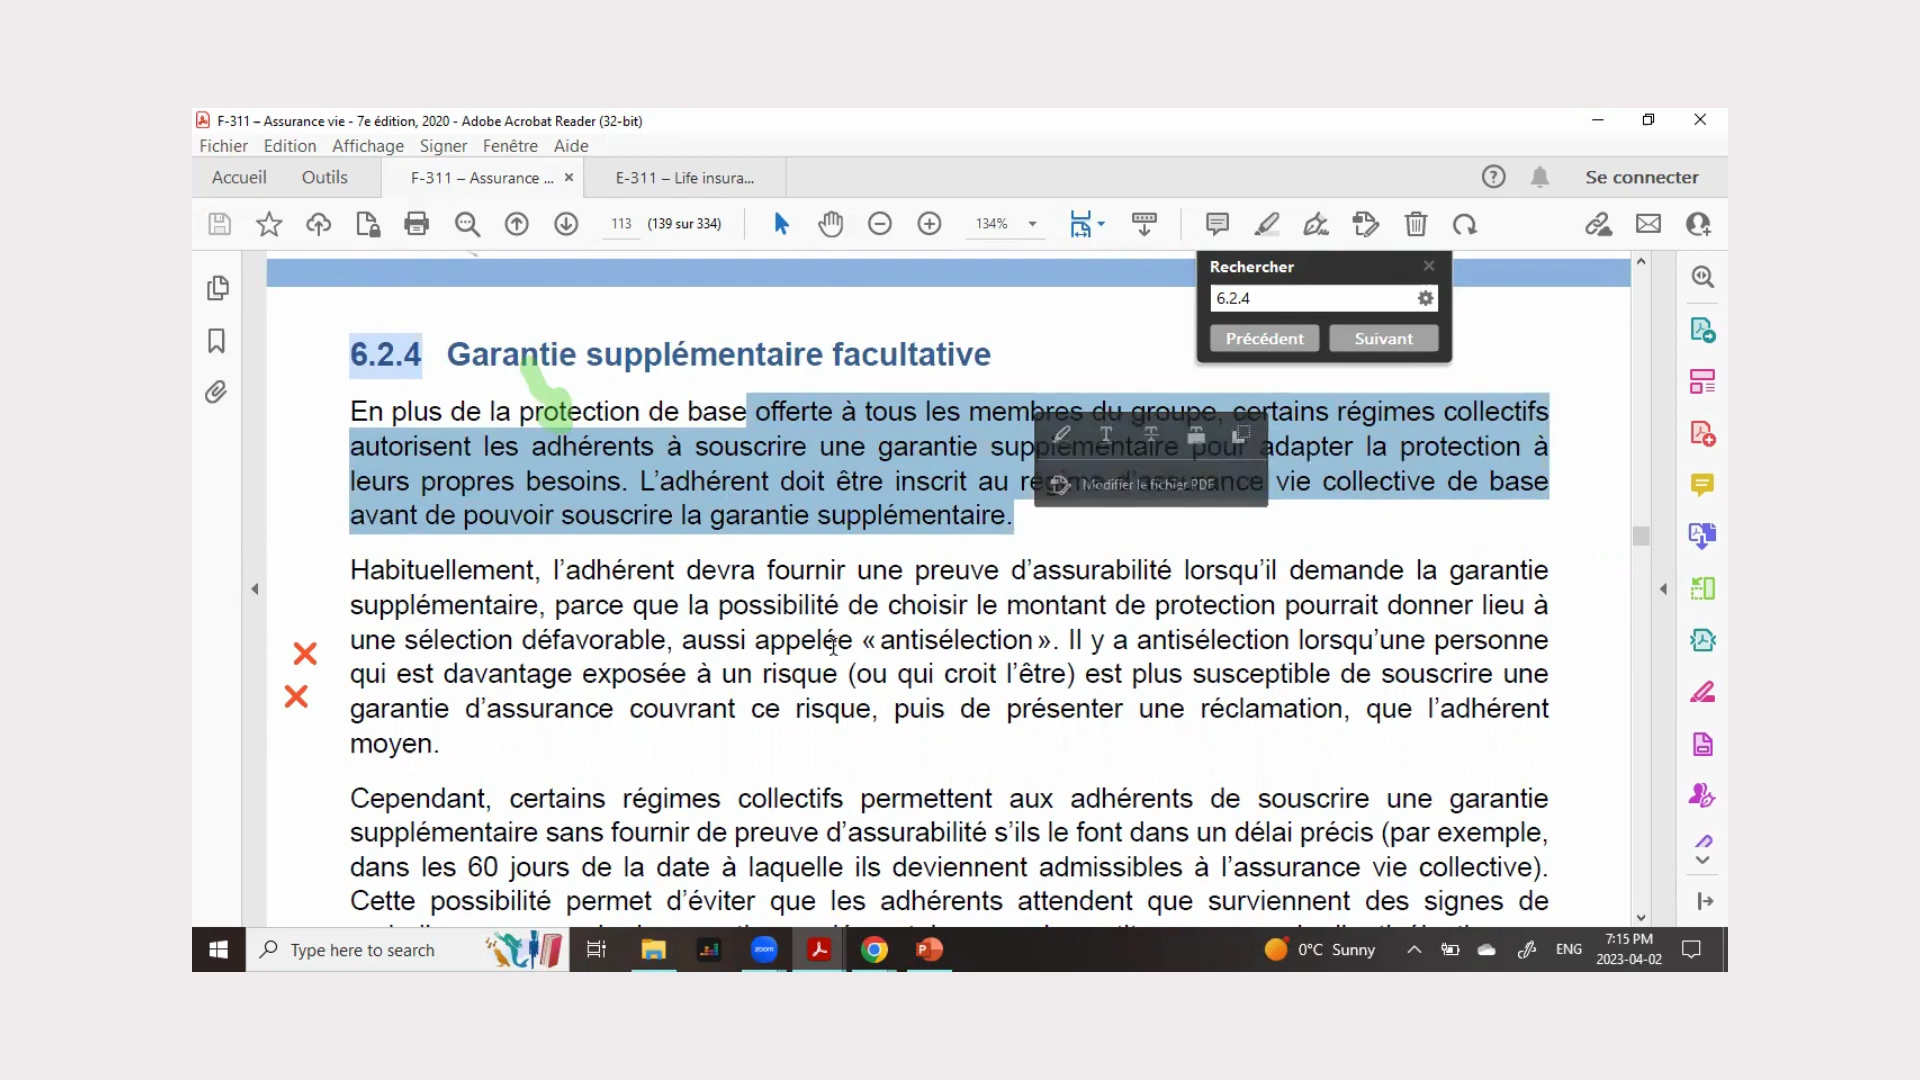 F-311 – Assurance vie - 7e édition, 2020 - Adobe Acrobat Reader (32-bit)
Fichier Edition Affichage Signer Fenêtre Aide
Accueil Outils F-311 – Assurance ... × E-311 – Life insura... Se connecter
113 (139 sur 334) 134%
Rechercher
6.2.4
Précédent Suivant
6.2.4 Garantie supplémentaire facultative
En plus de la protection de base offerte à tous les membres du groupe, certains régimes collectifs
autorisent les adhérents à souscrire une garantie supplémentaire pour adapter la protection à
leurs propres besoins. L’adhérent doit être inscrit au régime d’assurance vie collective de base
Modifier le fichier PDF
avant de pouvoir souscrire la garantie supplémentaire.
Habituellement, l’adhérent devra fournir une preuve d’assurabilité lorsqu’il demande la garantie
supplémentaire, parce que la possibilité de choisir le montant de protection pourrait donner lieu à
une sélection défavorable, aussi appelée « antisélection ». Il y a antisélection lorsqu’une personne
qui est davantage exposée à un risque (ou qui croit l’être) est plus susceptible de souscrire une
garantie d’assurance couvrant ce risque, puis de présenter une réclamation, que l’adhérent
moyen.
Cependant, certains régimes collectifs permettent aux adhérents de souscrire une garantie
supplémentaire sans fournir de preuve d’assurabilité s’ils le font dans un délai précis (par exemple,
dans les 60 jours de la date à laquelle ils deviennent admissibles à l’assurance vie collective).
Cette possibilité permet d’éviter que les adhérents attendent que surviennent des signes de
Type here to search
zoom
0°C Sunny
ENG
7:15 PM
2023-04-02